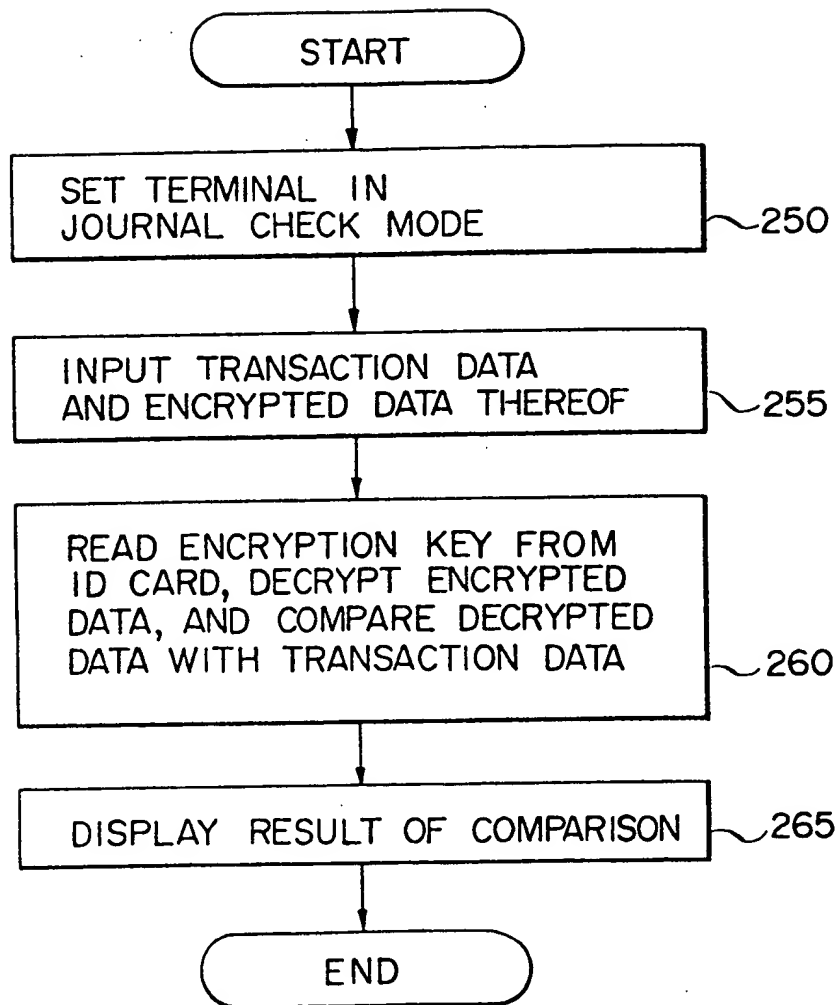 START
SET TERMINAL IN
JOURNAL CHECK MODE
250
INPUT TRANSACTION DATA
AND ENCRYPTED DATA THEREOF
255
READ ENCRYPTION KEY FROM
ID CARD, DECRYPT ENCRYPTED
DATA, AND COMPARE DECRYPTED
DATA WITH TRANSACTION DATA
260
DISPLAY RESULT OF COMPARISON
265
END